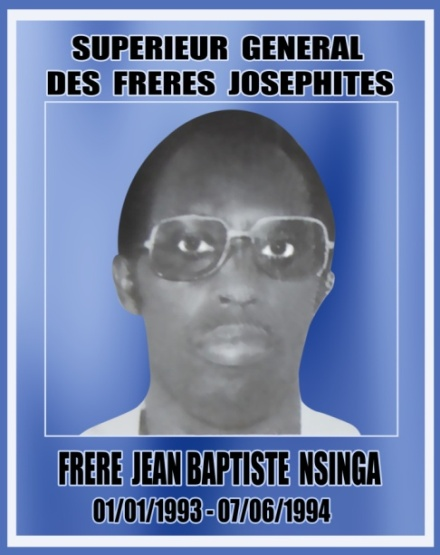 SUPERIEUR GENERAL
DES FRERES JOSEPHITES
FRERE JEAN BAPTISTE NSINGA
01/01/1993 - 07/06/1994